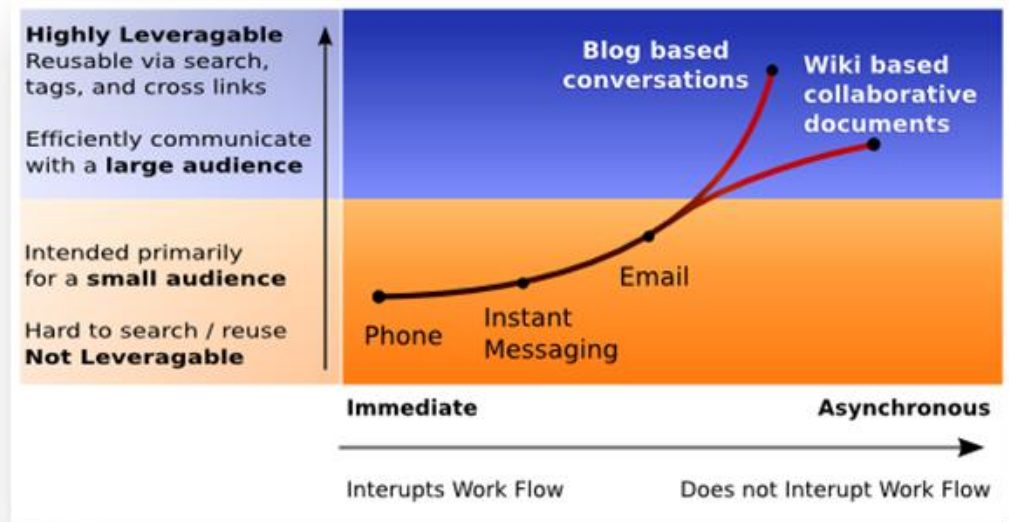 Highly Leveragable
Reusable via search,
tags, and cross links
Efficiently communicate
with a large audience
Intended primarily
for a small audience
Hard to search / reuse
Not Leveragable
Blog based
conversations
Wiki based
collaborative
documents
Email
Instant
Messaging
Phone
Immediate
Asynchronous
Interupts Work Flow
Does not Interupt Work Flow